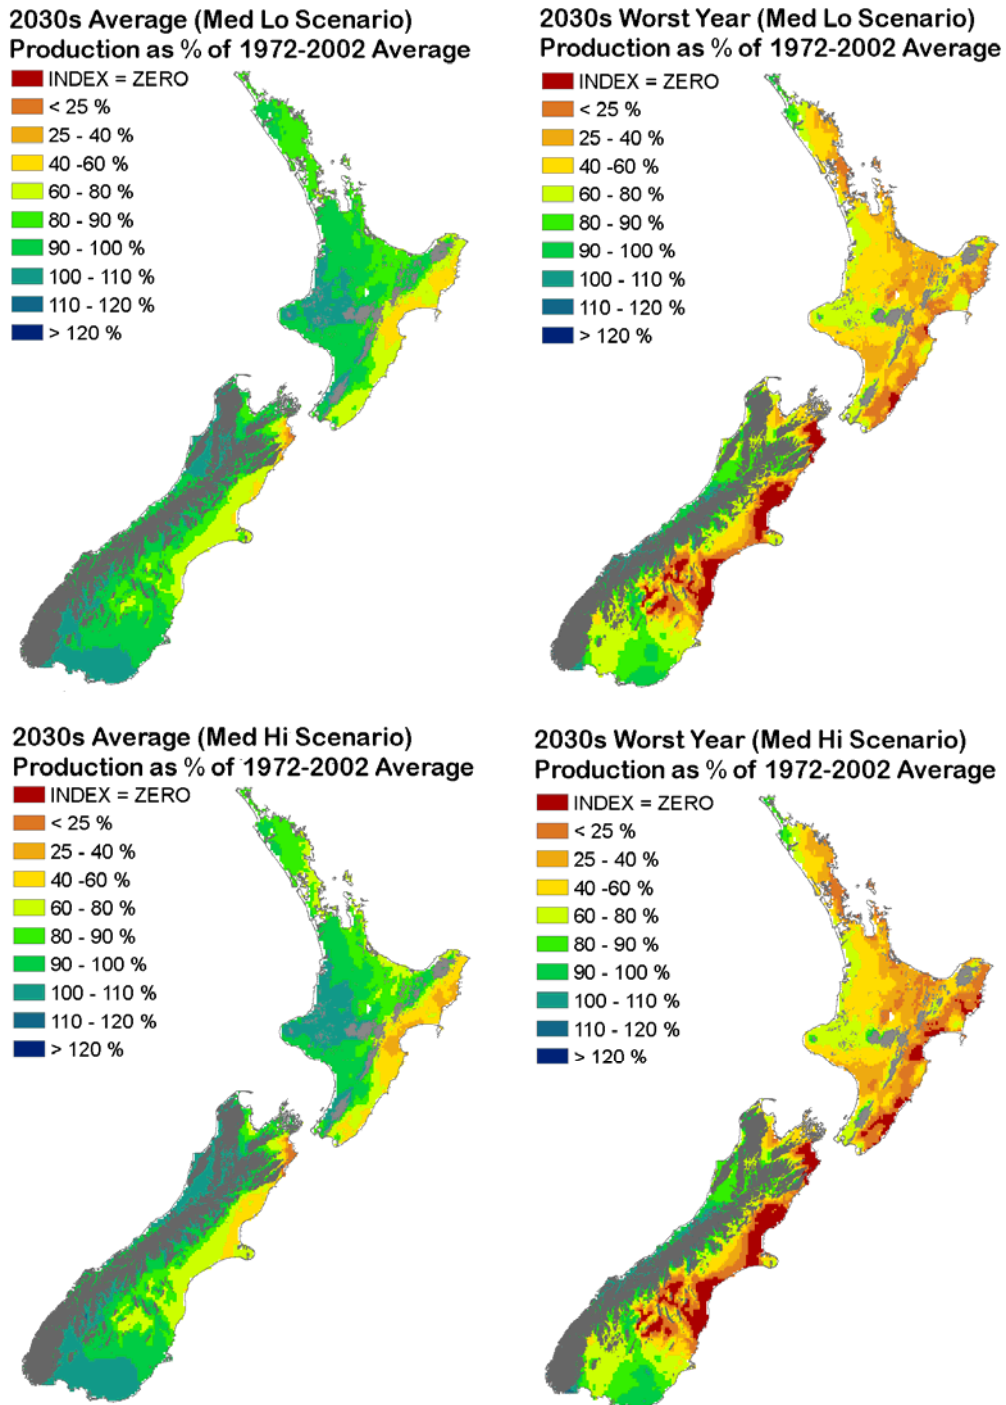 2030s Average (Med Lo Scenario)
Production as % of 1972-2002 Average
INDEX = ZERO
< 25 %
25 - 40 %
40 -60 %
60 - 80 %
80 - 90 %
90 - 100 %
100 - 110 %
110 - 120 %
> 120 %
2030s Worst Year (Med Lo Scenario)
Production as % of 1972-2002 Average
INDEX = ZERO
< 25 %
25 - 40 %
40 -60 %
60 - 80 %
80 - 90 %
90 - 100 %
100 - 110 %
110 - 120 %
> 120 %
2030s Average (Med Hi Scenario)
Production as % of 1972-2002 Average
INDEX = ZERO
< 25 %
25 - 40 %
40 -60 %
60 - 80 %
80 - 90 %
90 - 100 %
100 - 110 %
110 - 120 %
> 120 %
2030s Worst Year (Med Hi Scenario)
Production as % of 1972-2002 Average
INDEX = ZERO
< 25 %
25 - 40 %
40 -60 %
60 - 80 %
80 - 90 %
90 - 100 %
100 - 110 %
110 - 120 %
> 120 %